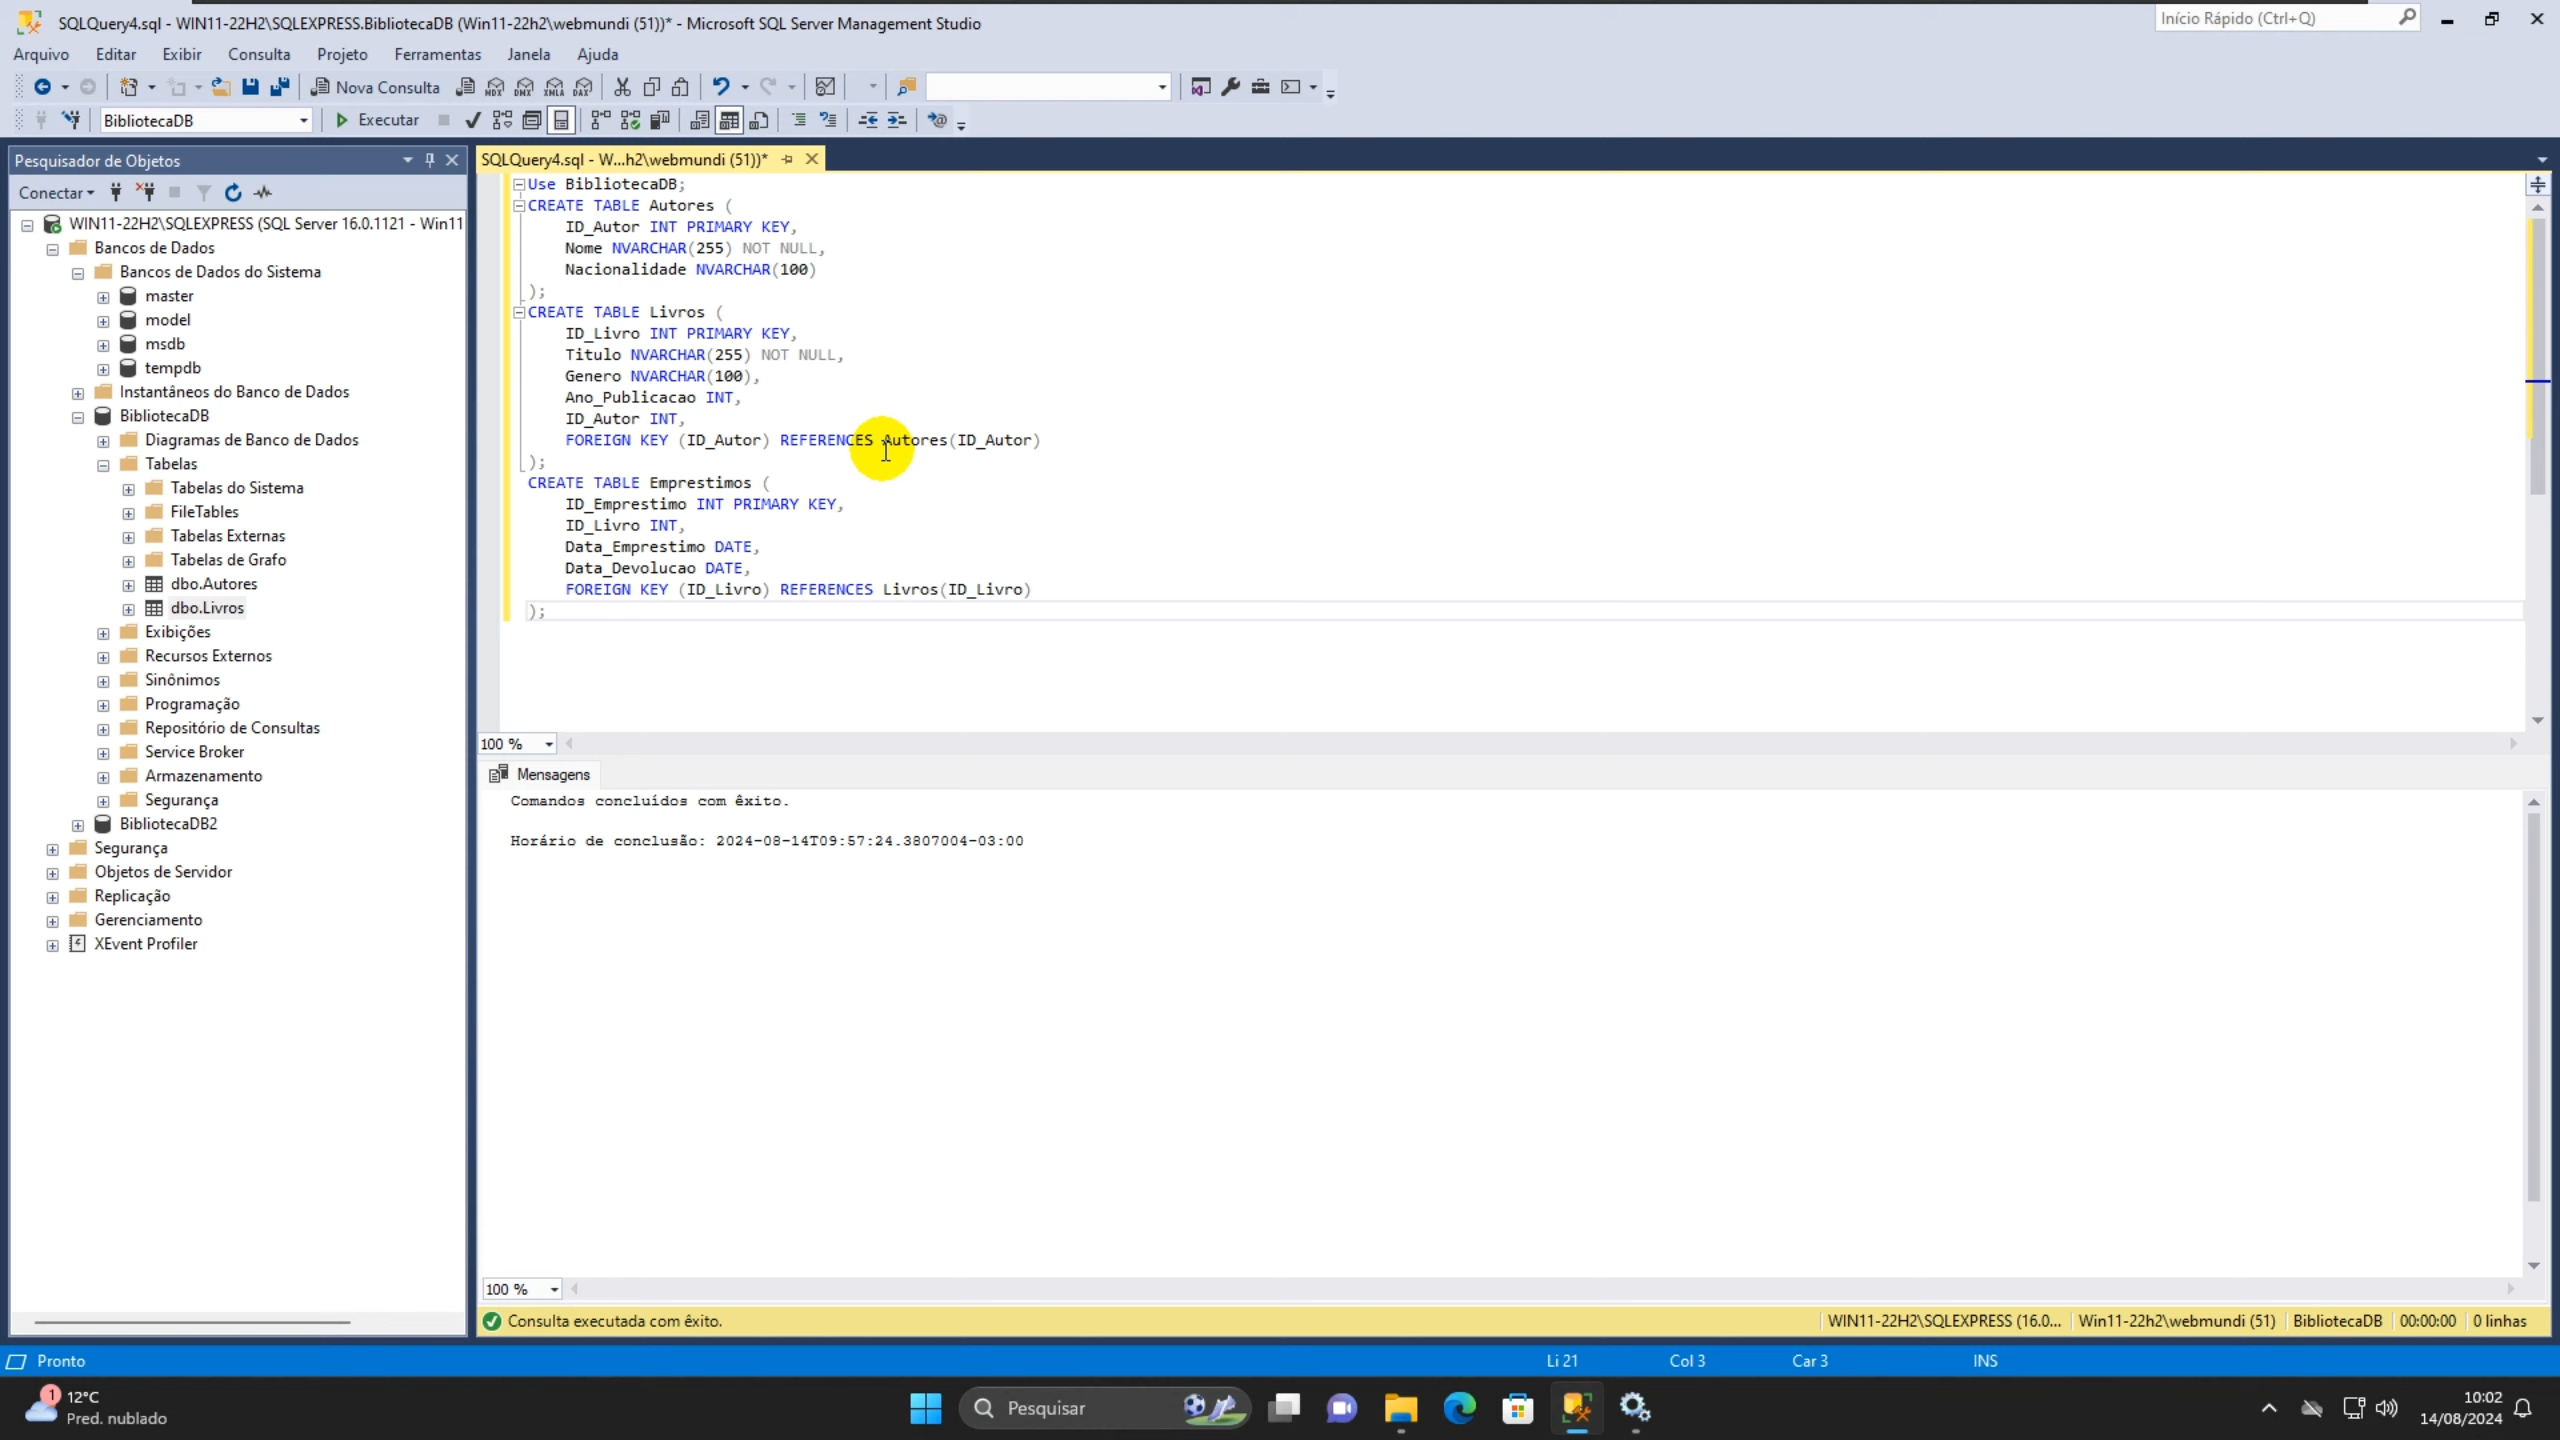 SQLQuery4.sql - WIN11-22H2\SQLEXPRESS.BibliotecaDB (Win11-22h2\webmundi (51))* - Microsoft SQL Server Management Studio
Início Rápido (Ctrl+Q)
Arquivo Editar Exibir Consulta Projeto Ferramentas Janela Ajuda
Nova Consulta MDX DMX XMLA DAX
BibliotecaDB Executar
Pesquisador de Objetos
Conectar
WIN11-22H2\SQLEXPRESS (SQL Server 16.0.1121 - Win11
Bancos de Dados
Bancos de Dados do Sistema
master
model
msdb
tempdb
Instantâneos do Banco de Dados
BibliotecaDB
Diagramas de Banco de Dados
Tabelas
Tabelas do Sistema
FileTables
Tabelas Externas
Tabelas de Grafo
dbo.Autores
dbo.Livros
Exibições
Recursos Externos
Sinônimos
Programação
Repositório de Consultas
Service Broker
Armazenamento
Segurança
BibliotecaDB2
Segurança
Objetos de Servidor
Replicação
Gerenciamento
XEvent Profiler
SQLQuery4.sql - W...h2\webmundi (51))*
Use BibliotecaDB;
CREATE TABLE Autores (
ID_Autor INT PRIMARY KEY,
Nome NVARCHAR(255) NOT NULL,
Nacionalidade NVARCHAR(100)
);
CREATE TABLE Livros (
ID_Livro INT PRIMARY KEY,
Titulo NVARCHAR(255) NOT NULL,
Genero NVARCHAR(100),
Ano_Publicacao INT,
ID_Autor INT,
FOREIGN KEY (ID_Autor) REFERENCES Autores(ID_Autor)
);
CREATE TABLE Emprestimos (
ID_Emprestimo INT PRIMARY KEY,
ID_Livro INT,
Data_Emprestimo DATE,
Data_Devolucao DATE,
FOREIGN KEY (ID_Livro) REFERENCES Livros(ID_Livro)
);
100 %
Mensagens
Comandos concluídos com êxito.
Horário de conclusão: 2024-08-14T09:57:24.3807004-03:00
100 %
Consulta executada com êxito. WIN11-22H2\SQLEXPRESS (16.0... Win11-22h2\webmundi (51) BibliotecaDB 00:00:00 0 linhas
Pronto Li 21 Col 3 Car 3 INS
1 12°C
Pred. nublado
Pesquisar
10:02
14/08/2024